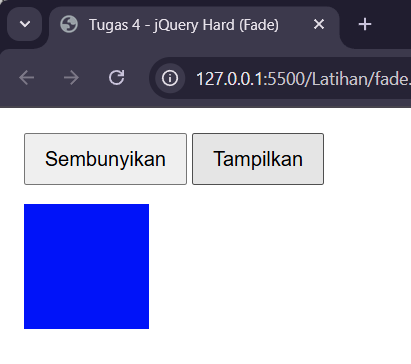 Tugas 4 - jQuery Hard (Fade)
127.0.0.1:5500/Latihan/fade.
Sembunyikan Tampilkan